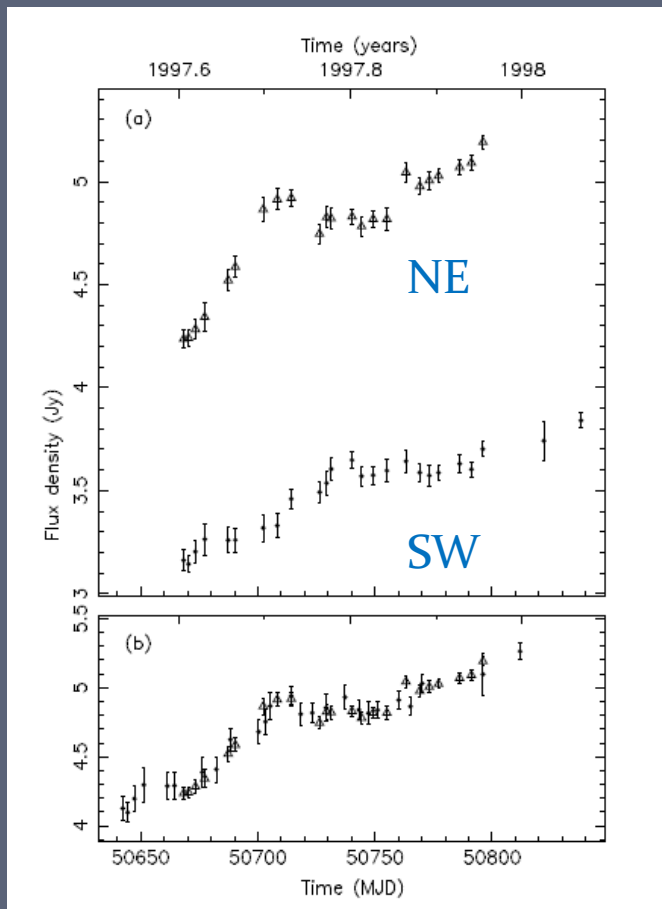 Time (years)
1997.6 1997.8 1998
(a)
5
4.5
4
3.5
3
NE
SW
Flux density (Jy)
(b)
5.5
5
4.5
4
50650 50700 50750 50800
Time (MJD)